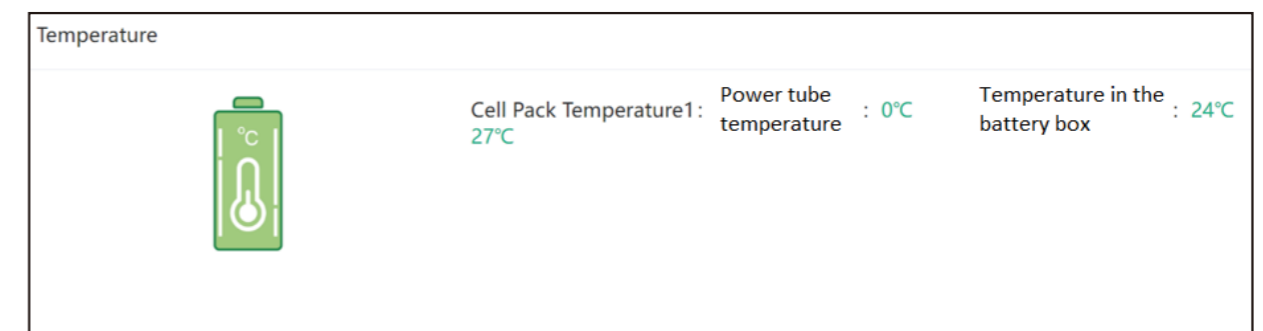 Temperature
°C
Cell Pack Temperature1:
27℃
Power tube
temperature : 0℃
Temperature in the
battery box : 24℃